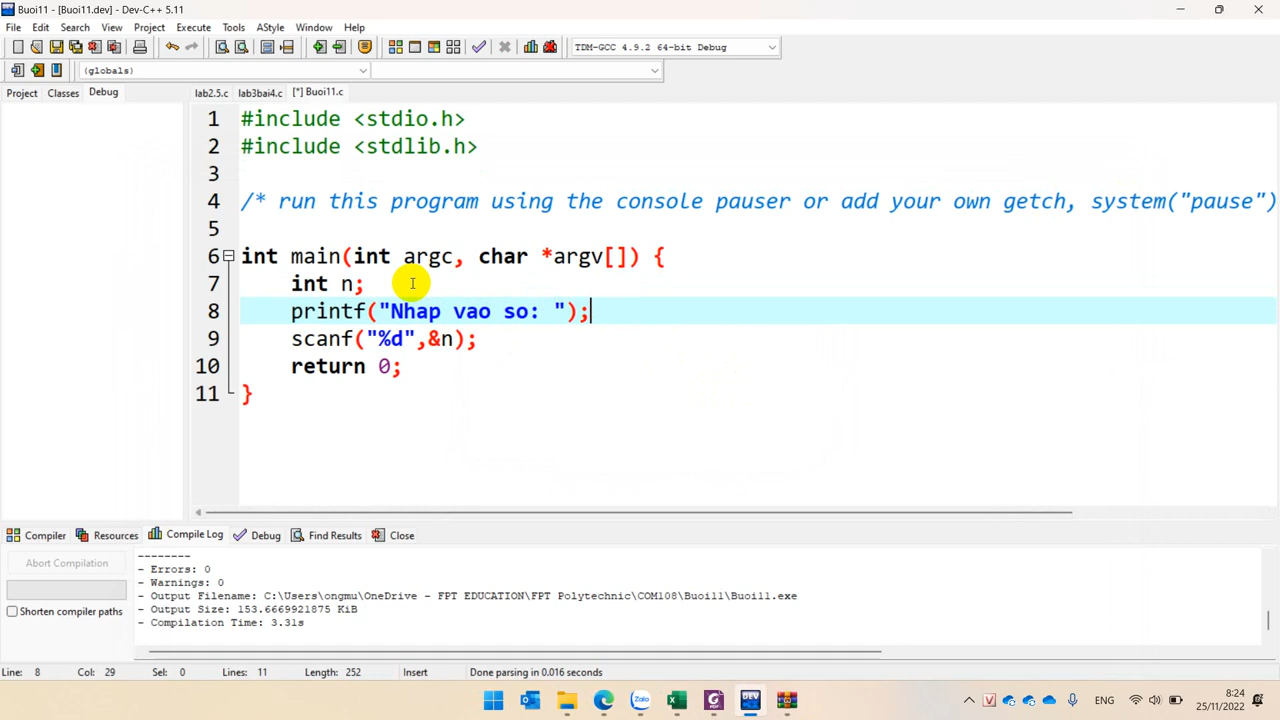 Buoi11 - [Buoi11.dev] - Dev-C++ 5.11
File Edit Search View Project Execute Tools AStyle Window Help
TDM-GCC 4.9.2 64-bit Debug
(globals)
Project Classes Debug lab2.5.c lab3bai4.c [*] Buoi11.c
1 #include <stdio.h>
2 #include <stdlib.h>
3
4 /* run this program using the console pauser or add your own getch, system("pause")
5
6 int main(int argc, char *argv[]) {
7 int n;
8 printf("Nhap vao so: ");
9 scanf("%d",&n);
10 return 0;
11 }
Compiler Resources Compile Log Debug Find Results Close
Abort Compilation
Shorten compiler paths
--------
- Errors: 0
- Warnings: 0
- Output Filename: C:\Users\ongmu\OneDrive - FPT EDUCATION\FPT Polytechnic\COM108\Buoi11\Buoi11.exe
- Output Size: 153.6669921875 KiB
- Compilation Time: 3.31s
Line: 8 Col: 29 Sel: 0 Lines: 11 Length: 252 Insert Done parsing in 0.016 seconds
Zalo
PDF
DEV
V
ENG
8:24
25/11/2022